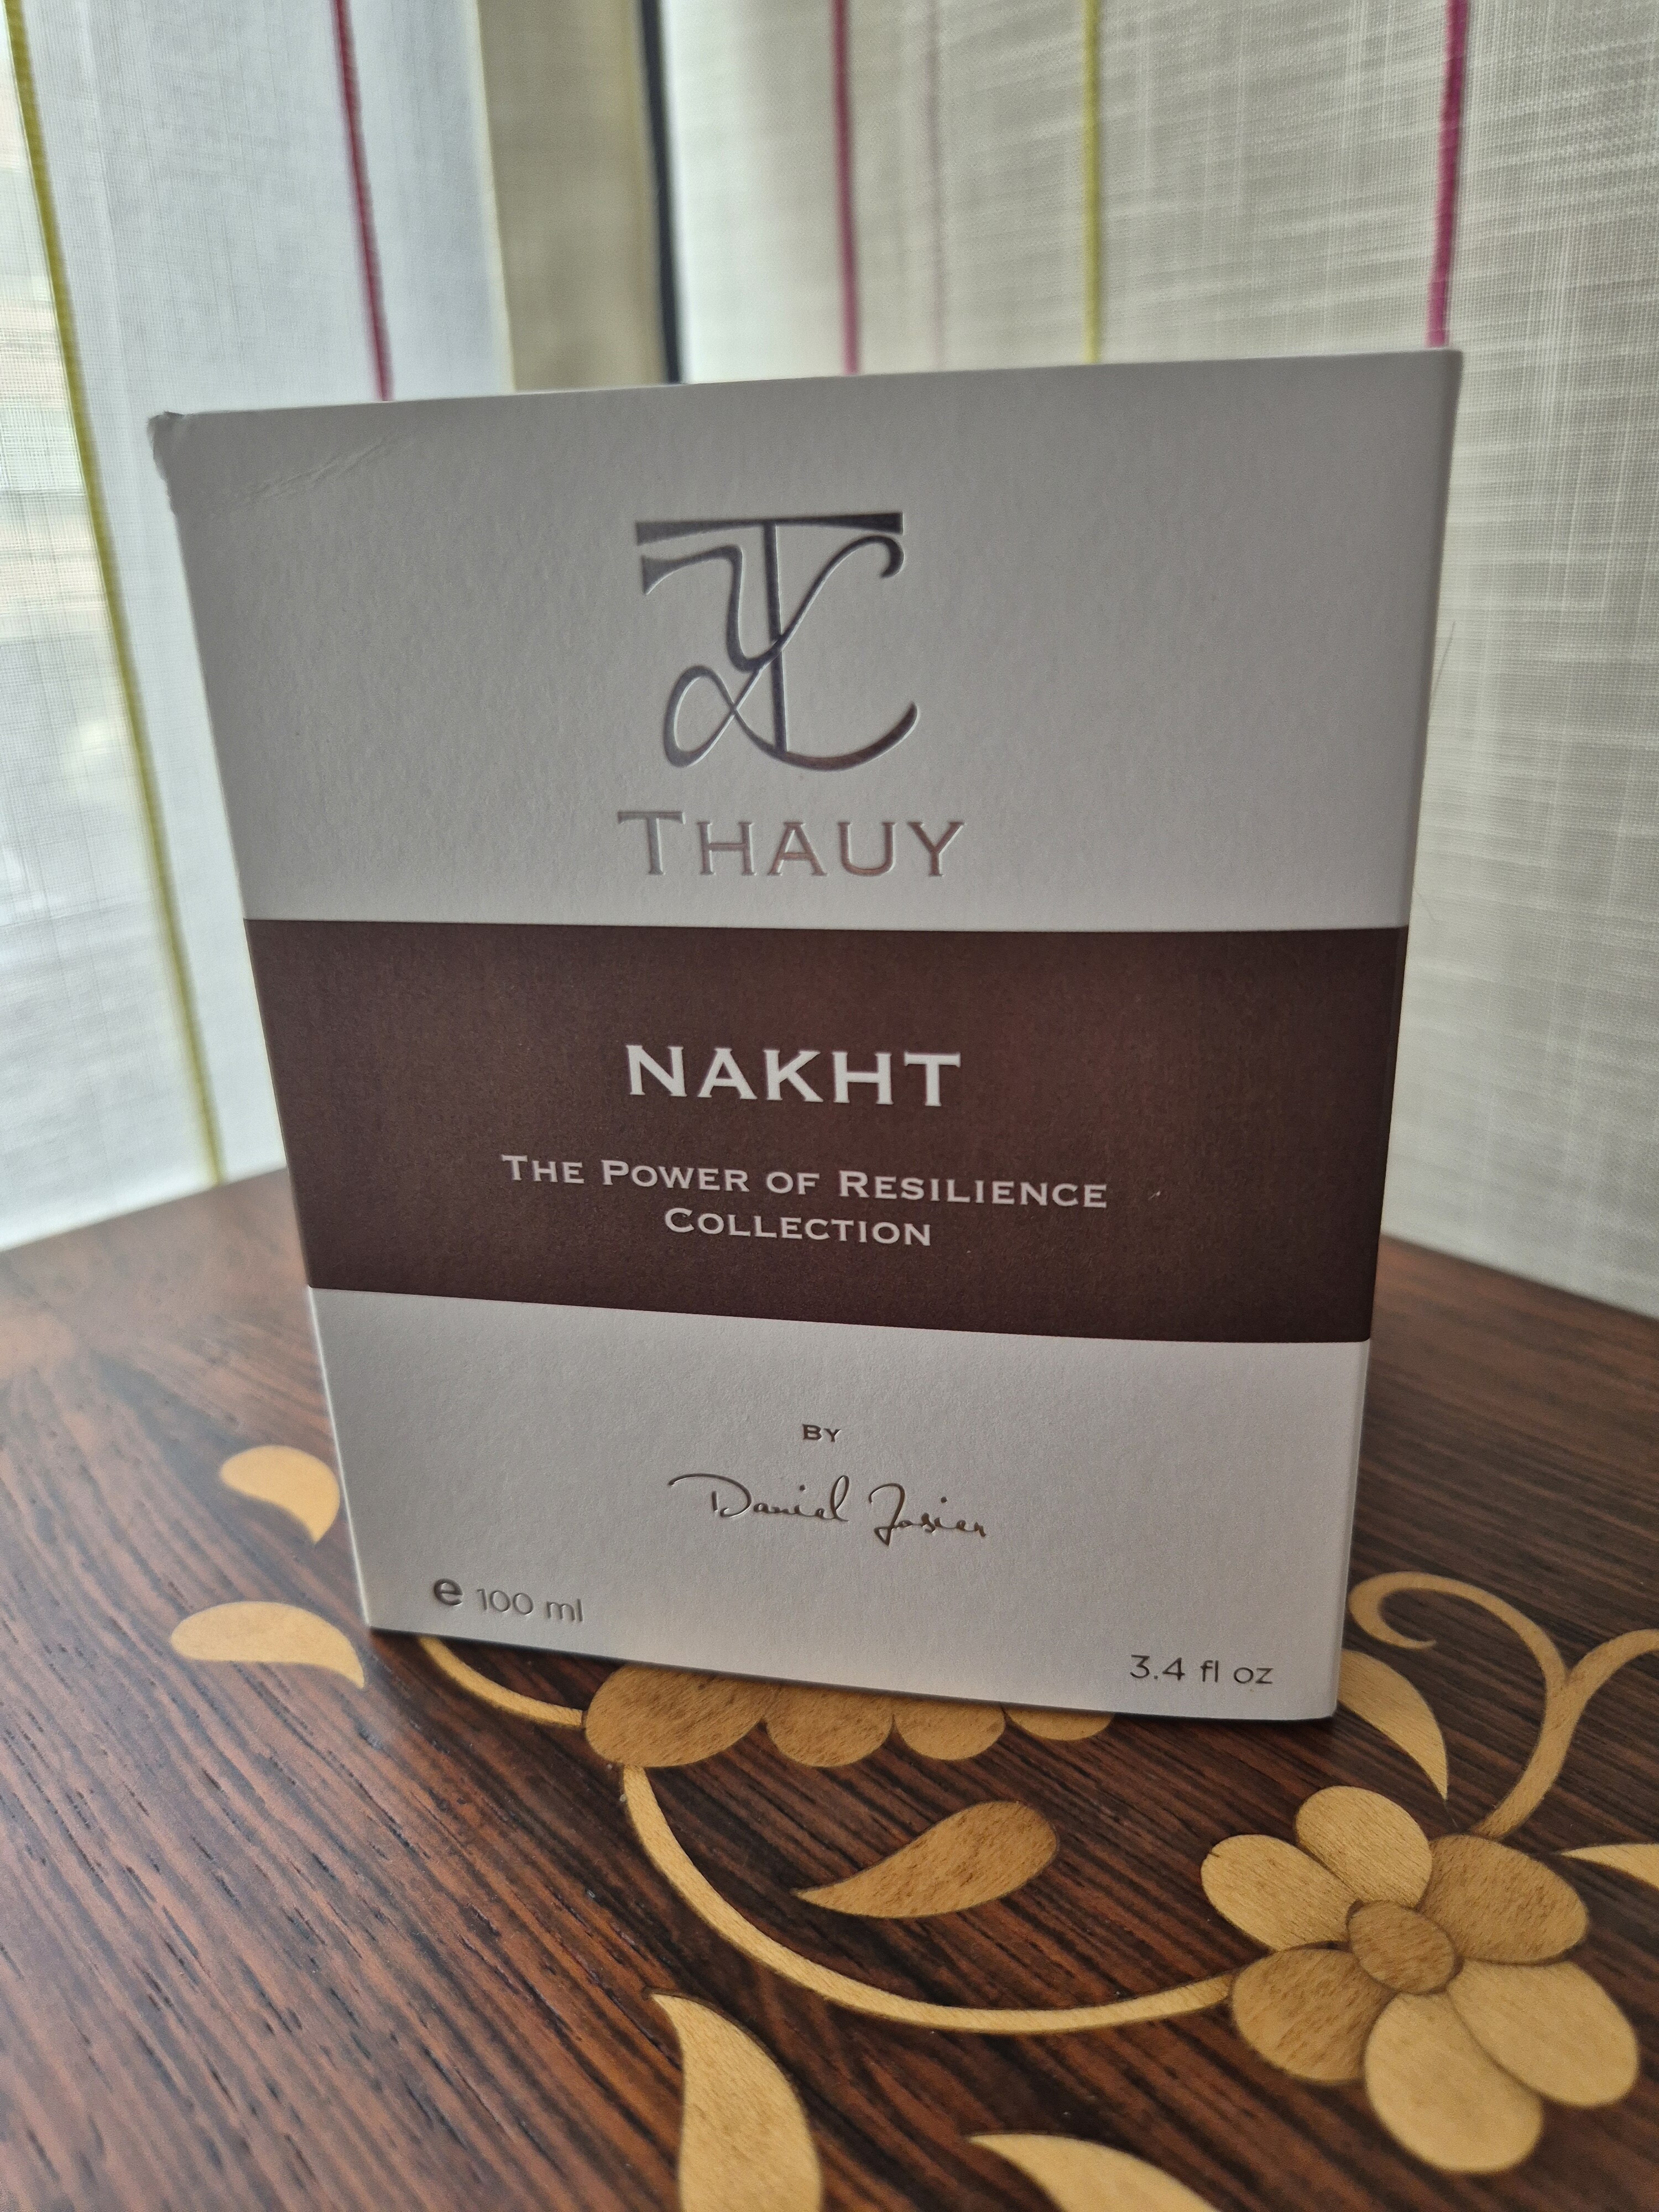 THAUY
NAKHT
THE POWER OF RESILIENCE
COLLECTION
BY
Daniel Josier
e 100 ml
3.4 fl oz